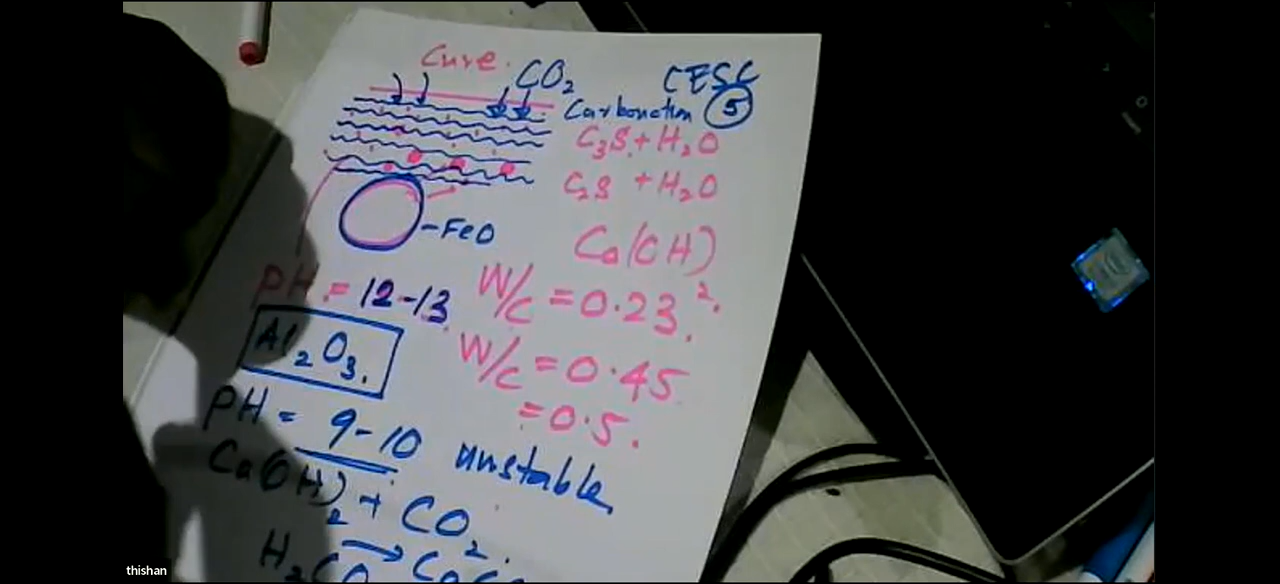 Cure.
CO2
CESC
Carbonation 5
C3S + H2O
C2S + H2O
-FeO
Ca(OH)2.
PH = 12-13
W/C = 0.23.
Al2O3.
W/C = 0.45
= 0.5.
PH = 9-10 unstable
Ca(OH)2 + CO2.
thishan